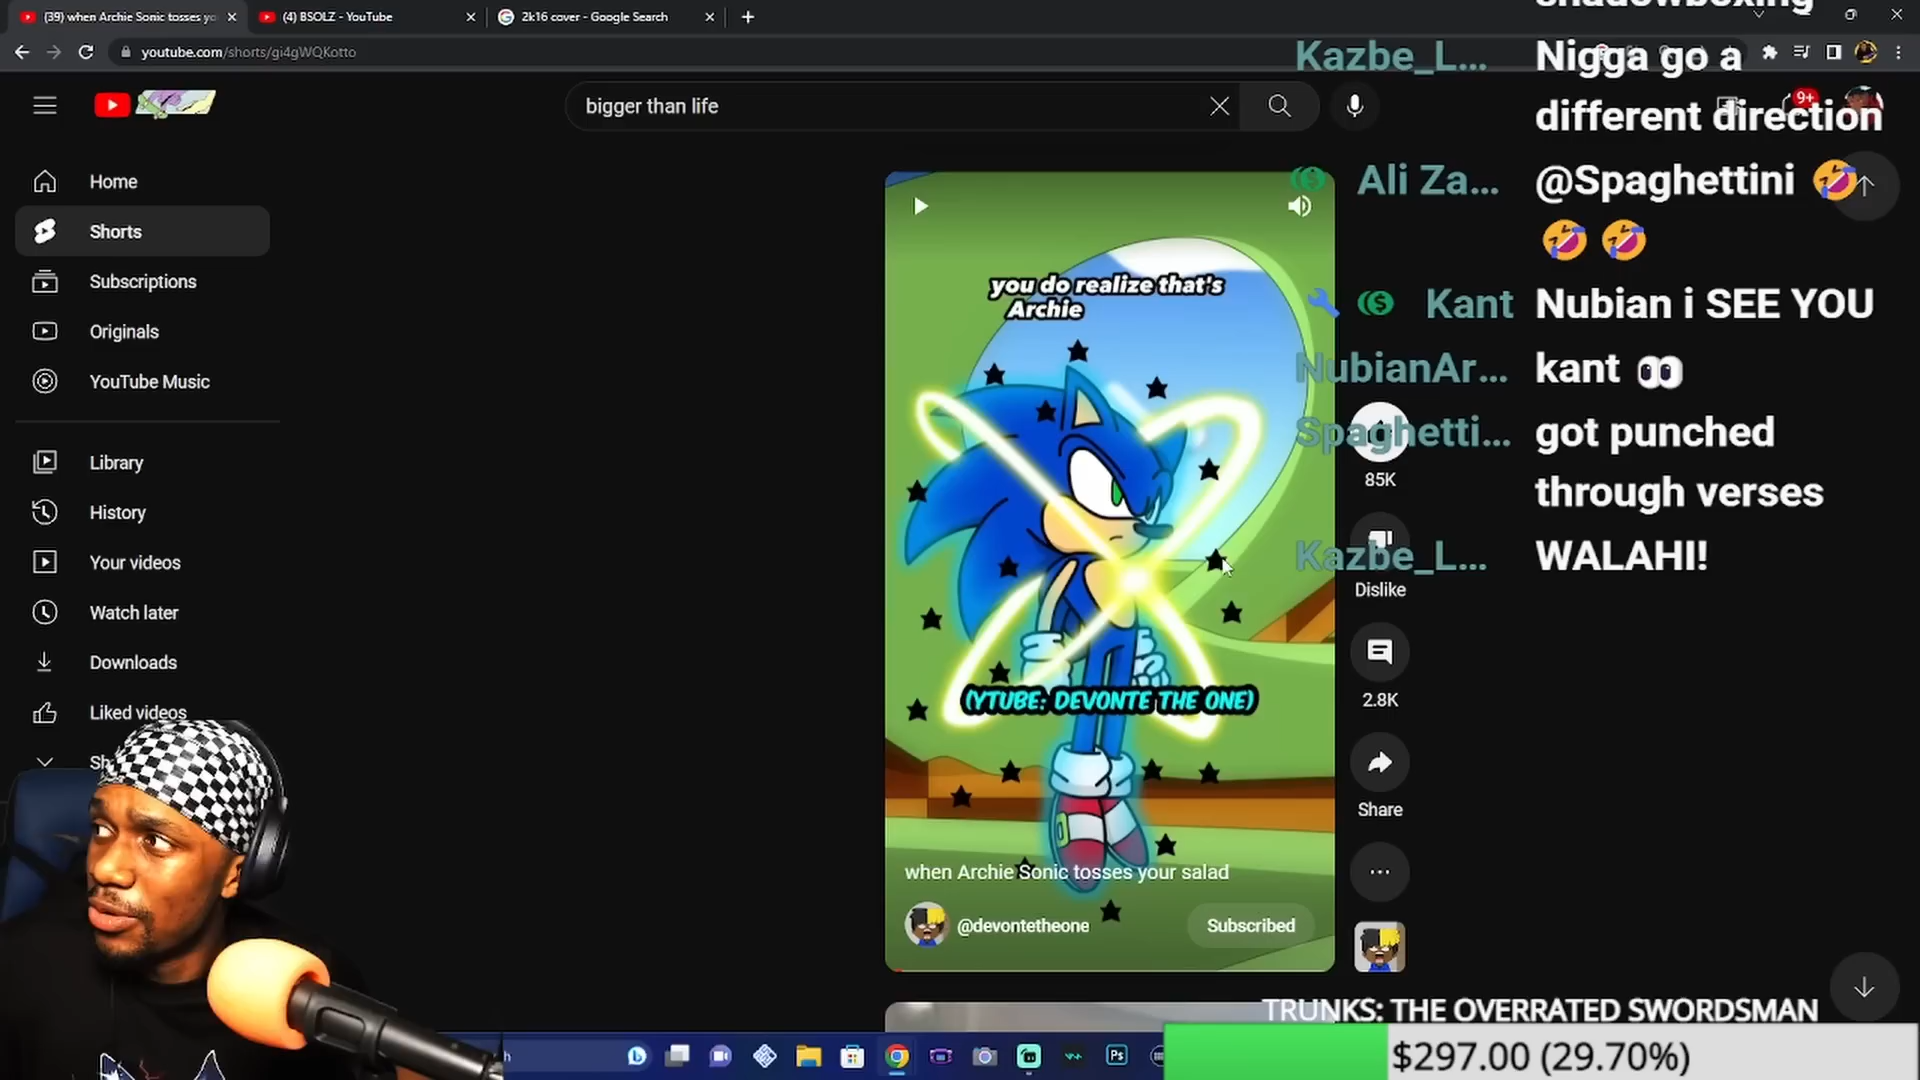 (39) when Archie Sonic tosses yo
(4) BSOLZ - YouTube
2k16 cover - Google Search
youtube.com/shorts/gi4gWQKotto
bigger than life
9+
Home
Shorts
Subscriptions
Originals
YouTube Music
Library
History
Your videos
Watch later
Downloads
Liked videos
Sh
you do realize that's
Archie
(YTUBE: DEVONTE THE ONE)
when Archie Sonic tosses your salad
@devontetheone
Subscribed
85K
Dislike
2.8K
Share
shadowboxing
Kazbe_L... Nigga go a
different direction
Ali Za... @Spaghettini 🤣
🤣 🤣
Kant Nubian i SEE YOU
NubianAr... kant 👀
Spaghetti... got punched
through verses
Kazbe_L... WALAHI!
TRUNKS: THE OVERRATED SWORDSMAN
$297.00 (29.70%)
h
Ps